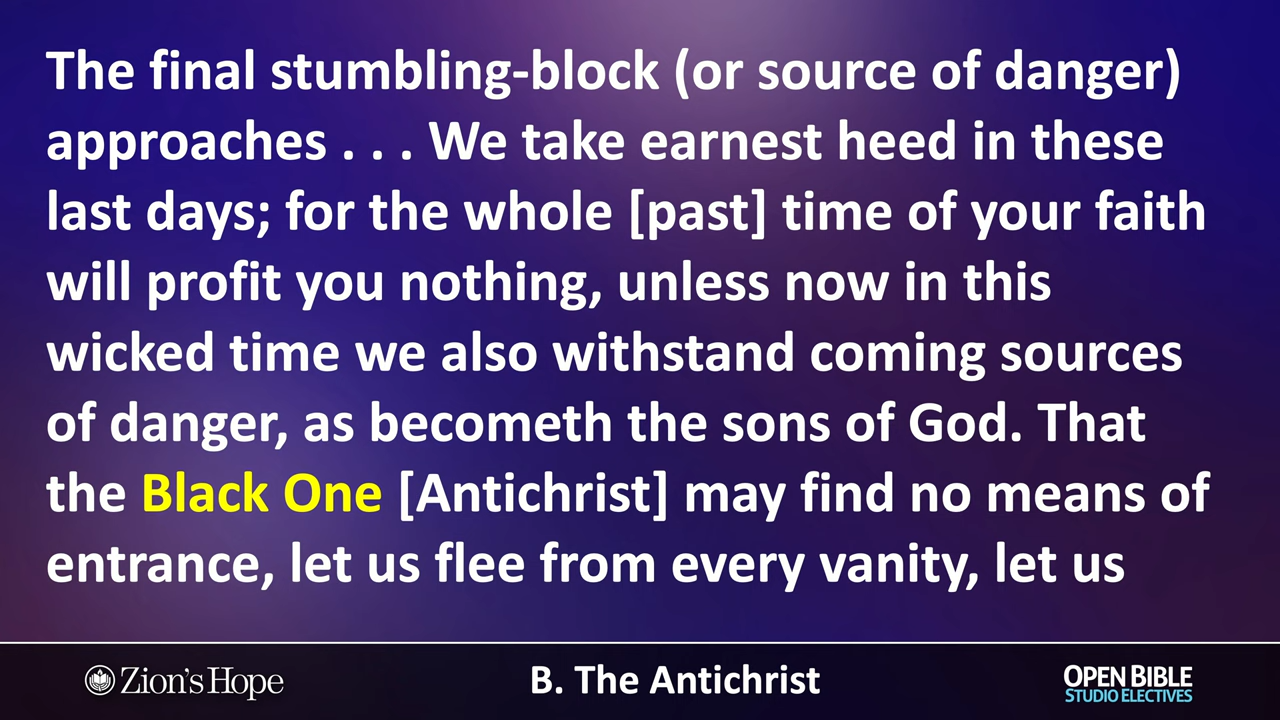 The final stumbling-block (or source of danger)
approaches . . . We take earnest heed in these
last days; for the whole [past] time of your faith
will profit you nothing, unless now in this
wicked time we also withstand coming sources
of danger, as becometh the sons of God. That
the Black One [Antichrist] may find no means of
entrance, let us flee from every vanity, let us
Zion's Hope
B. The Antichrist
OPEN BIBLE
STUDIO ELECTIVES